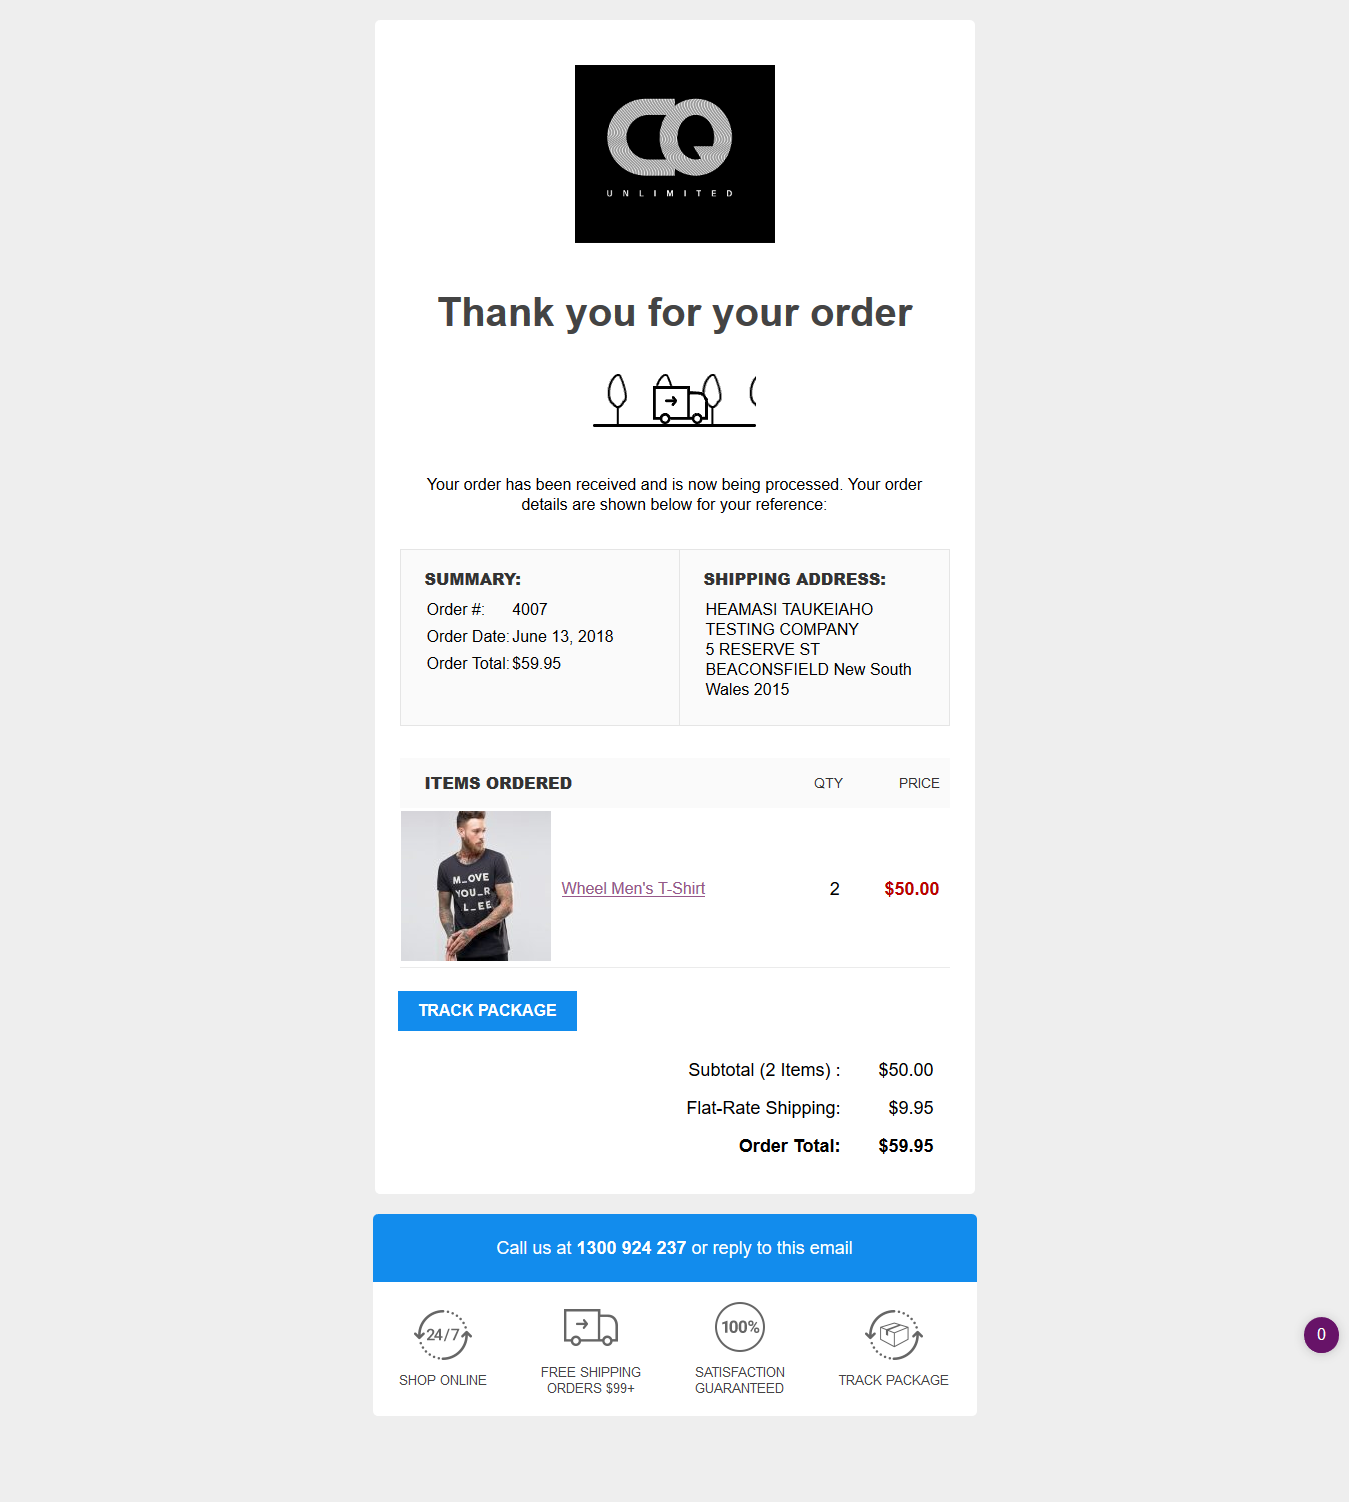 CQ
UNLIMITED
Thank you for your order
Your order has been received and is now being processed. Your order
details are shown below for your reference:
SUMMARY:
Order #: 4007
Order Date: June 13, 2018
Order Total: $59.95
SHIPPING ADDRESS:
HEAMASI TAUKEIAHO
TESTING COMPANY
5 RESERVE ST
BEACONSFIELD New South
Wales 2015
ITEMS ORDERED QTY PRICE
M_OVE
YOU_R
L_EE
Wheel Men's T-Shirt 2 $50.00
TRACK PACKAGE
Subtotal (2 Items) : $50.00
Flat-Rate Shipping: $9.95
Order Total: $59.95
Call us at 1300 924 237 or reply to this email
24/7
SHOP ONLINE
FREE SHIPPING
ORDERS $99+
100%
SATISFACTION
GUARANTEED
TRACK PACKAGE
0